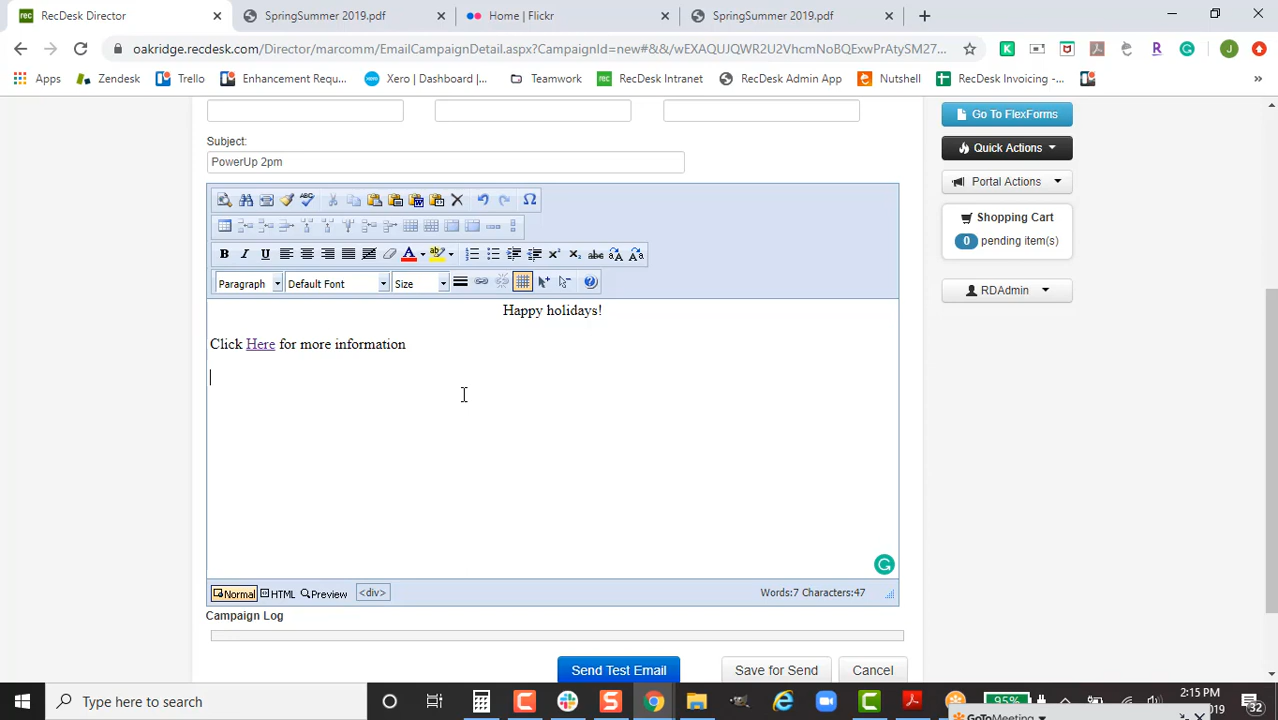 RecDesk Director
SpringSummer 2019.pdf
Home | Flickr
SpringSummer 2019.pdf
oakridge.recdesk.com/Director/marcomm/EmailCampaignDetail.aspx?CampaignId=new#&&/wEXAQUJQWR2U2VhcmNoBQExwPrAtySM27...
Apps
Zendesk
Trello
Enhancement Requ...
Xero | Dashboard |...
Teamwork
RecDesk Intranet
RecDesk Admin App
Nutshell
RecDesk Invoicing -...
Go To FlexForms
Quick Actions
Subject:
PowerUp 2pm
Portal Actions
Shopping Cart
0 pending item(s)
RDAdmin
Paragraph
Default Font
Size
Happy holidays!
Click Here for more information
Normal
HTML
Preview
<div>
Words:7 Characters:47
Campaign Log
Send Test Email
Save for Send
Cancel
Type here to search
95%
2:15 PM
32
GoToMeeting